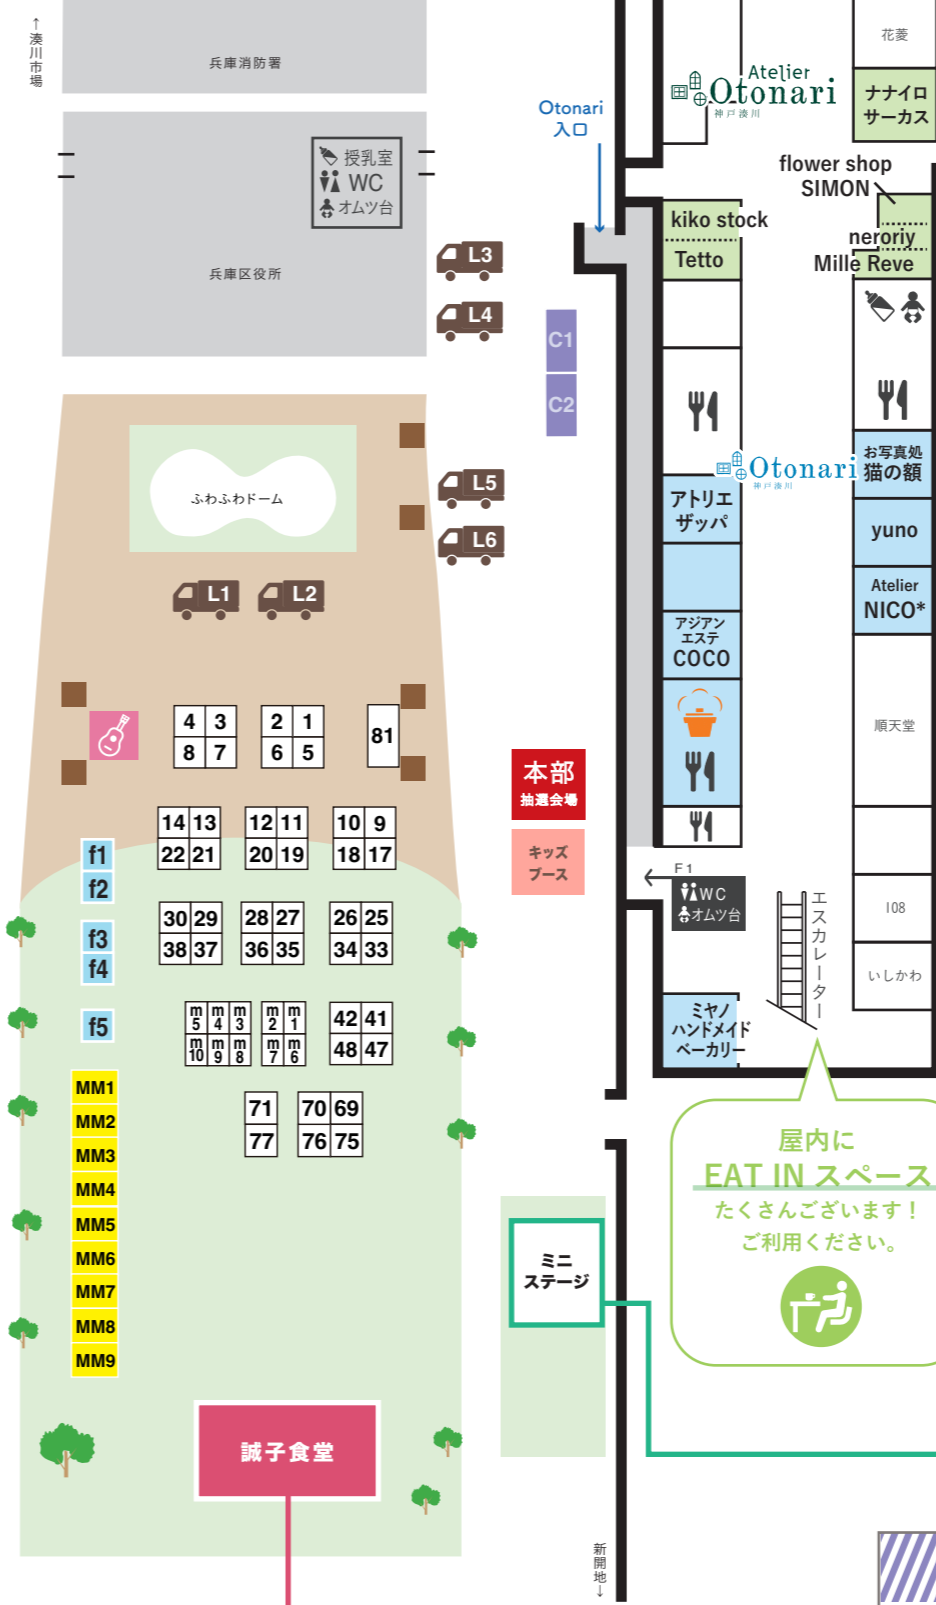 ↑湊川市場
兵庫消防署
授乳室
WC
オムツ台
兵庫区役所
L3
L4
Otonari
入口
C1
C2
ふわふわドーム
L5
L6
L1 L2
4 3
8 7
2 1
6 5
81
本部
抽選会場
キッズ
ブース
14 13
22 21
12 11
20 19
10 9
18 17
f1
f2
f3
f4
f5
30 29
38 37
28 27
36 35
26 25
34 33
m5 m4 m3
m10 m9 m8
m2 m1
m7 m6
42 41
48 47
71
77
70 69
76 75
MM1
MM2
MM3
MM4
MM5
MM6
MM7
MM8
MM9
ミニ
ステージ
誠子食堂
新開地↓
花菱
Atelier
Otonari
神戸湊川
ナナイロ
サーカス
flower shop
SIMON
kiko stock
Tetto
neroriy
Mille Reve
Otonari
神戸湊川
お写真処
猫の額
アトリエ
ザッパ
yuno
Atelier
NICO*
アジアン
エステ
COCO
順天堂
F1
WC
オムツ台
エスカレーター
108
いしかわ
ミヤノ
ハンドメイド
ベーカリー
屋内に
EAT IN スペース
たくさんございます！
ご利用ください。